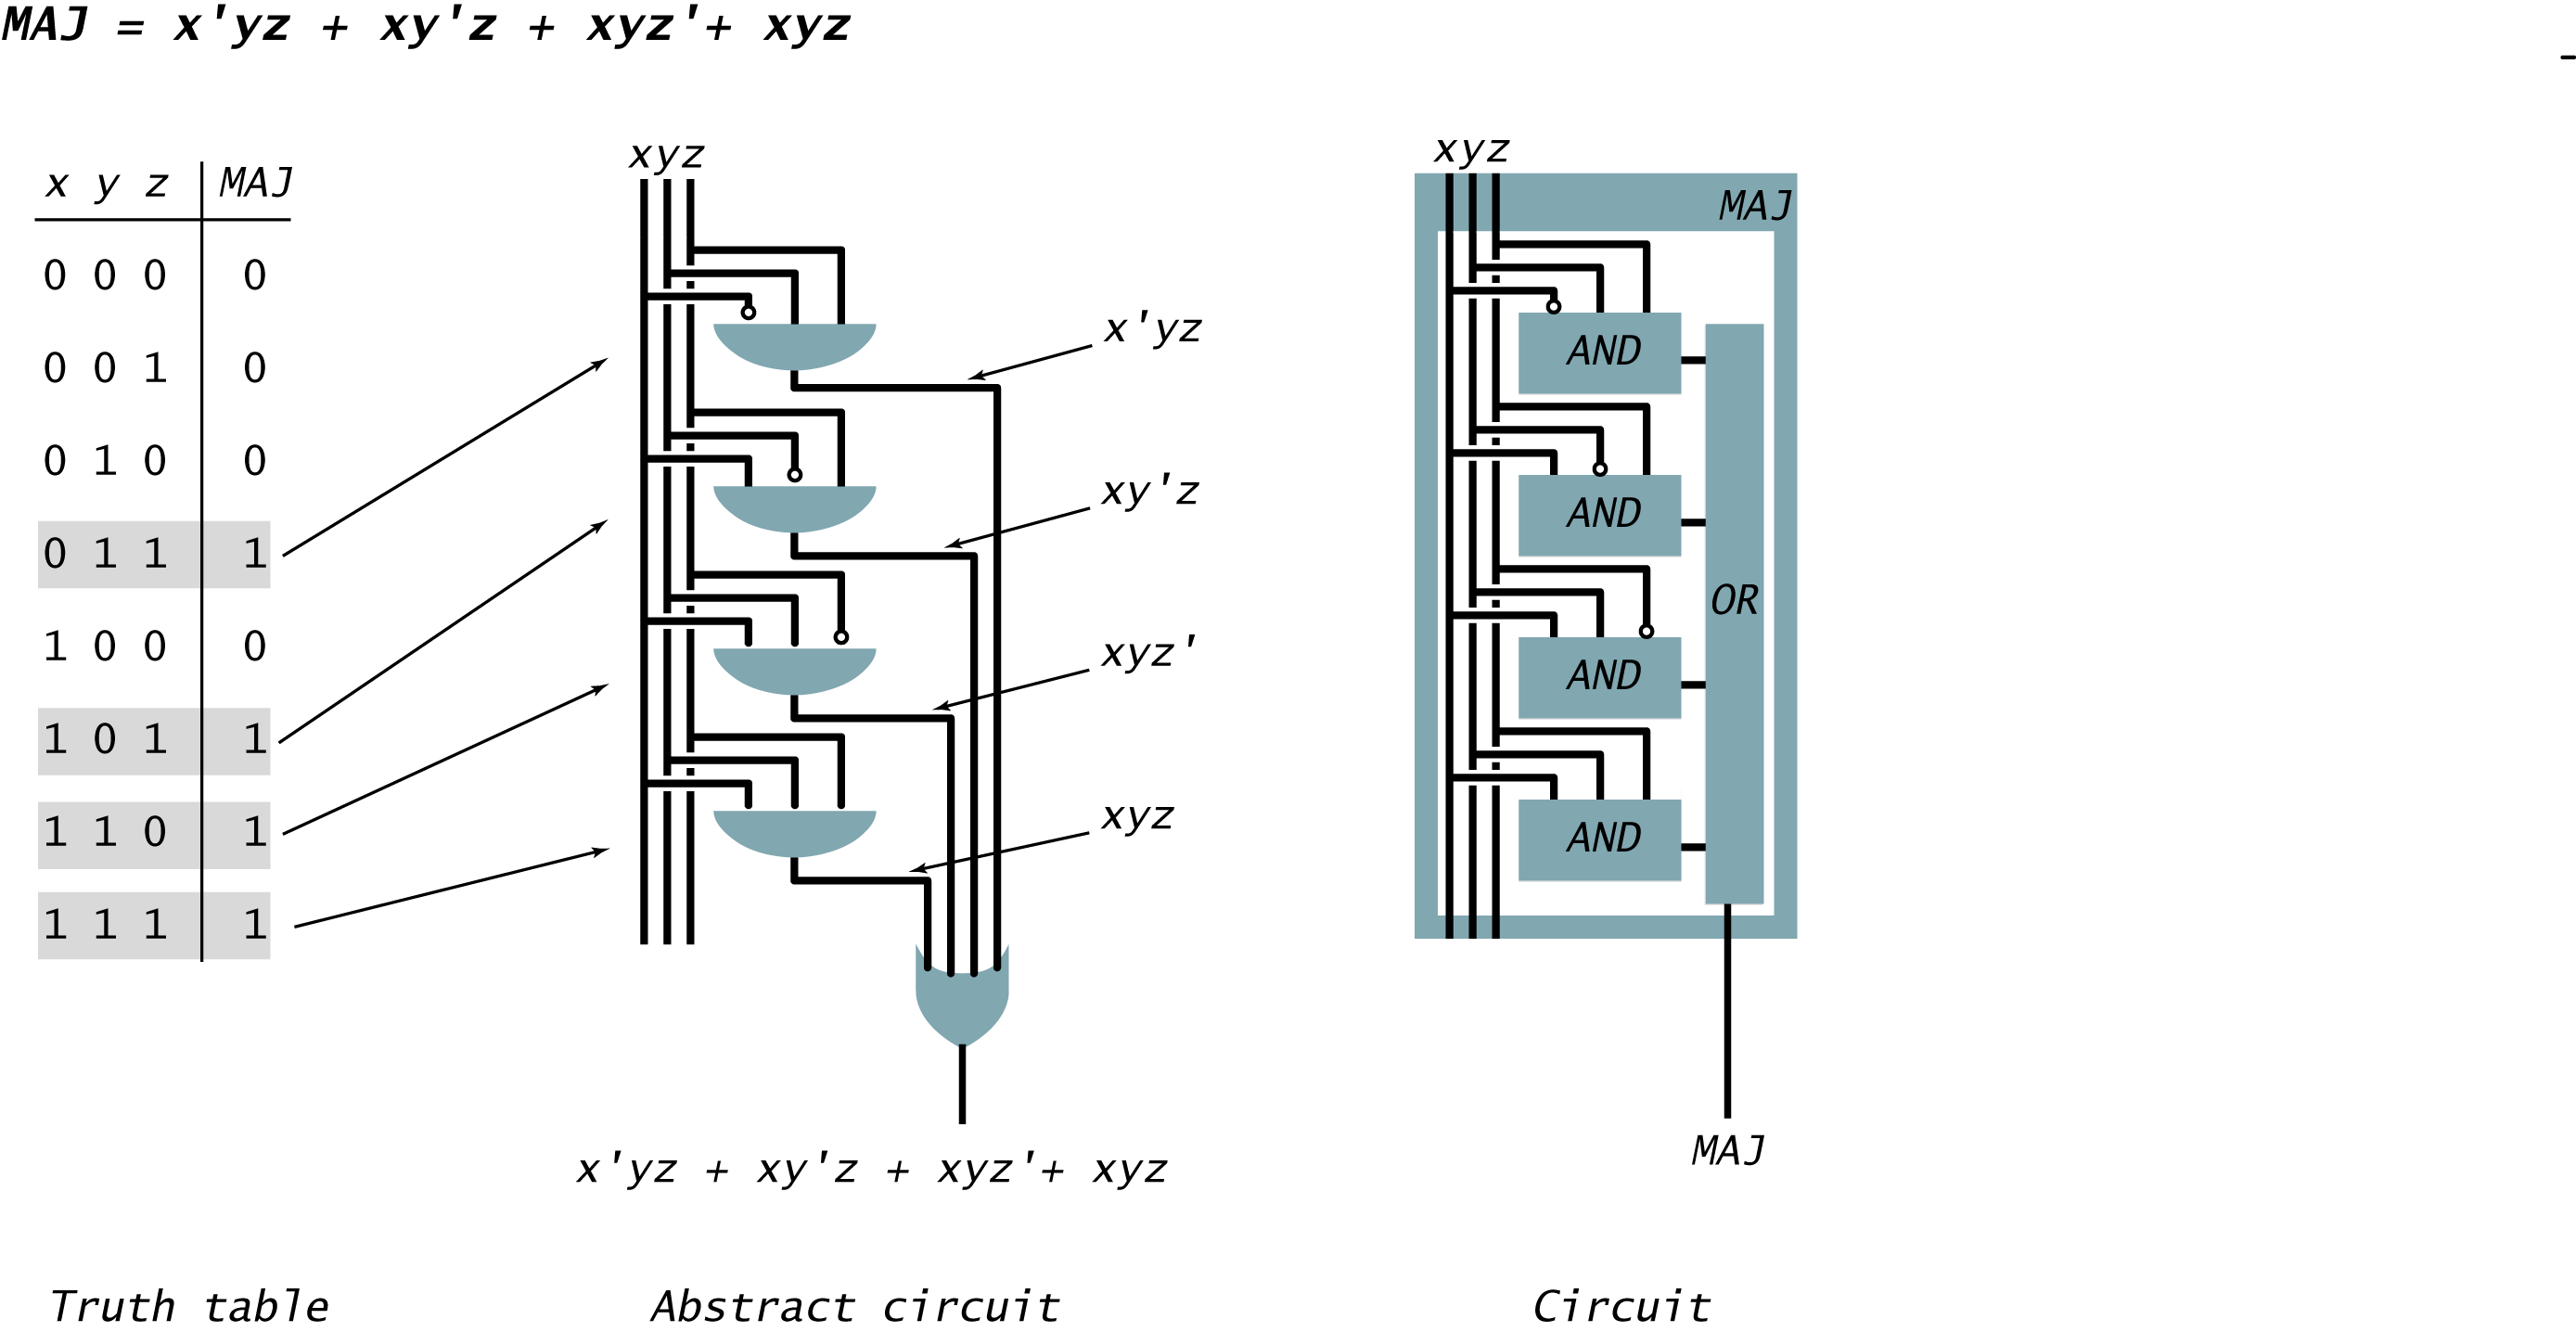 MAJ = x'yz + xy'z + xyz'+ xyz
x y z MAJ
0 0 0 0
0 0 1 0
0 1 0 0
0 1 1 1
1 0 0 0
1 0 1 1
1 1 0 1
1 1 1 1
Truth table
xyz
x'yz
xy'z
xyz'
xyz
x'yz + xy'z + xyz'+ xyz
Abstract circuit
xyz
MAJ
AND
AND
OR
AND
AND
MAJ
Circuit